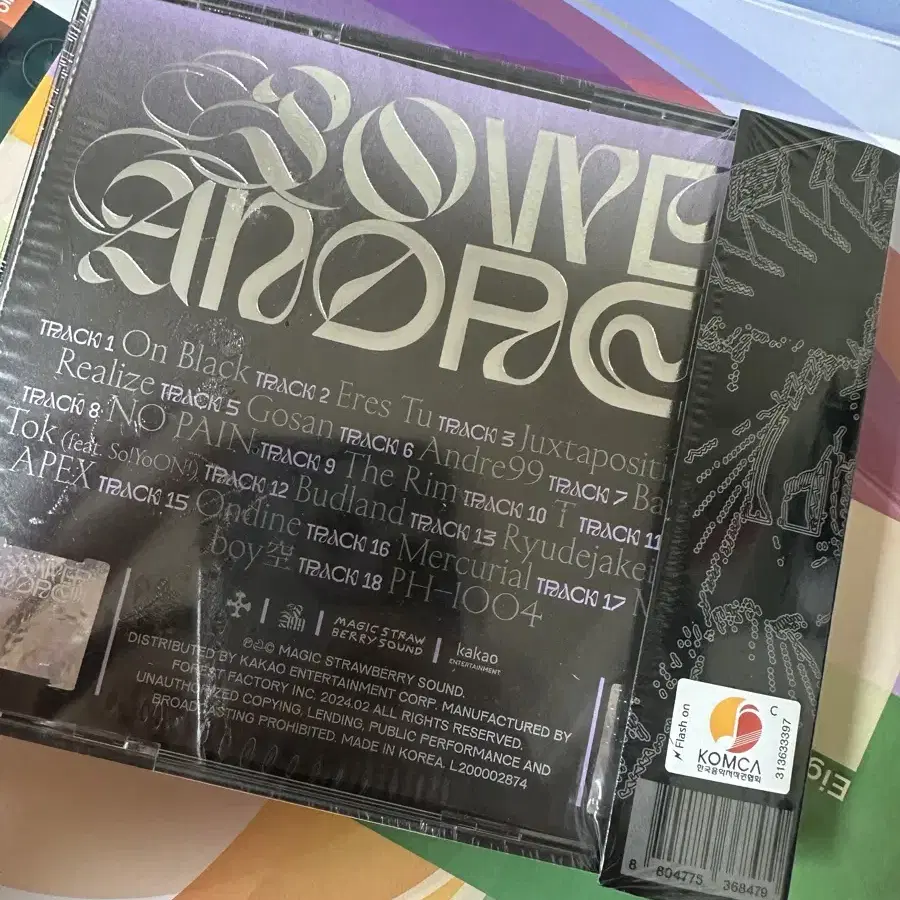 SOWE
ANDRE
TRACK 1 On Black TRACK 2 Eres Tu TRACK 3 Juxtapositi
Realize TRACK 5 Gosan TRACK 6 Andre99 TRACK 7 Ba
TRACK 8 NO PAIN TRACK 9 The Rim TRACK 10 T TRACK 11
Tok (feat. So!YoON!) TRACK 12 Budland TRACK 13 Ryudejakei
APEX TRACK 15 Ondine TRACK 16 Mercurial TRACK 17
boy空 TRACK 18 PH-1004
MAGIC STRAW
BERRY SOUND
kakao
ENTERTAINMENT
℗&© MAGIC STRAWBERRY SOUND.
DISTRIBUTED BY KAKAO ENTERTAINMENT CORP. MANUFACTURED BY
FOREST FACTORY INC. 2024.02 ALL RIGHTS RESERVED.
UNAUTHORIZED COPYING, LENDING, PUBLIC PERFORMANCE AND
BROADCASTING PROHIBITED. MADE IN KOREA. L200002874
Flash on
KOMCA
한국음악저작권협회
C
313633397
8 804775 368479
Eig